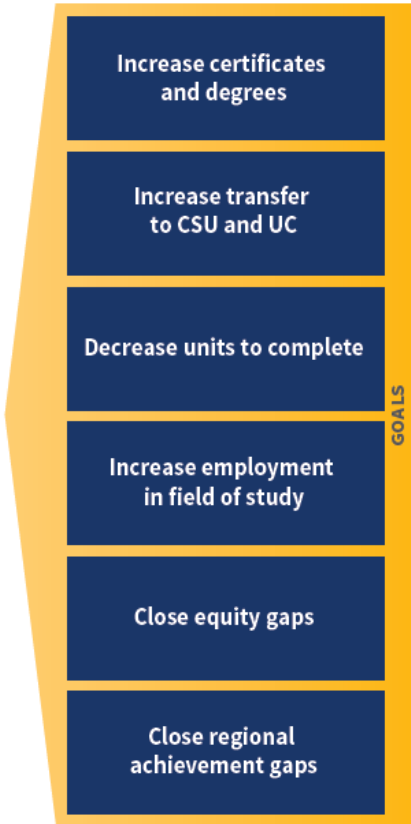 Increase certificates
and degrees
Increase transfer
to CSU and UC
Decrease units to complete
Increase employment
in field of study
Close equity gaps
Close regional
achievement gaps
GOALS